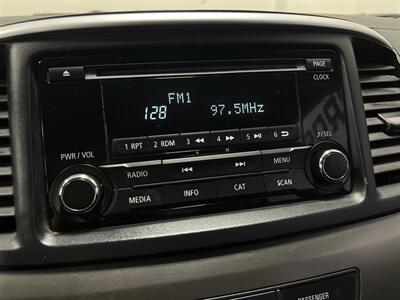 PAGE
CLOCK
FM1
128 97.5MHz
1 RPT 2 RDM 3 4 5 6
PWR / VOL
SEL
RADIO MENU
MEDIA INFO CAT SCAN
PASSENGER